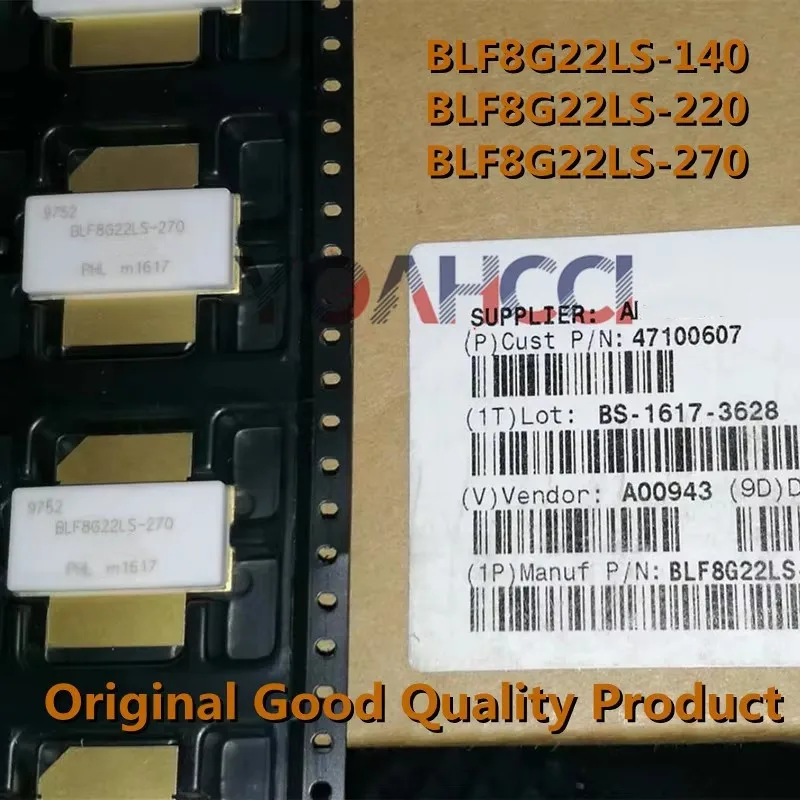 BLF8G22LS-140
BLF8G22LS-220
BLF8G22LS-270
9752
BLF8G22LS-270
PHL m1617
YOAHCCI
SUPPLIER: A
(P)Cust P/N: 47100607
(1T)Lot: BS-1617-3628
(V)Vendor: A00943 (9D)D
(1P)Manuf P/N: BLF8G22LS-
9752
BLF8G22LS-270
PHL m1617
Original Good Quality Product